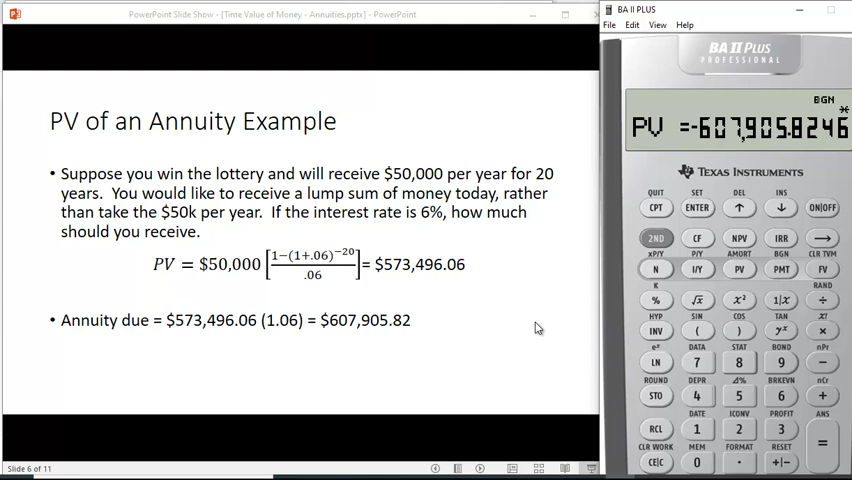 PowerPoint Slide Show - [Time Value of Money - Annuities.pptx] - PowerPoint
PV of an Annuity Example
• Suppose you win the lottery and will receive $50,000 per year for 20
years. You would like to receive a lump sum of money today, rather
than take the $50k per year. If the interest rate is 6%, how much
should you receive.
PV = $50,000 [(1−(1+.06)^−20)/.06] = $573,496.06
• Annuity due = $573,496.06 (1.06) = $607,905.82
Slide 6 of 11
BA II PLUS
File Edit View Help
BA II PLUS
PROFESSIONAL
BGN
PV =-607,905.8246
TEXAS INSTRUMENTS
QUIT SET DEL INS
CPT ENTER ↑ ↓ ON/OFF
2ND CF NPV IRR →
xP/Y P/Y AMORT BGN CLR TVM
N I/Y PV PMT FV
K RAND
% √x x² 1/x ÷
HYP SIN COS TAN x!
INV ( ) yˣ ×
eˣ DATA STAT BOND nPr
LN 7 8 9 −
ROUND DEPR Δ% BRKEVN nCr
STO 4 5 6 +
DATE ICONV PROFIT ANS
RCL 1 2 3 =
CLR WORK MEM FORMAT RESET
CE|C 0 . +|−